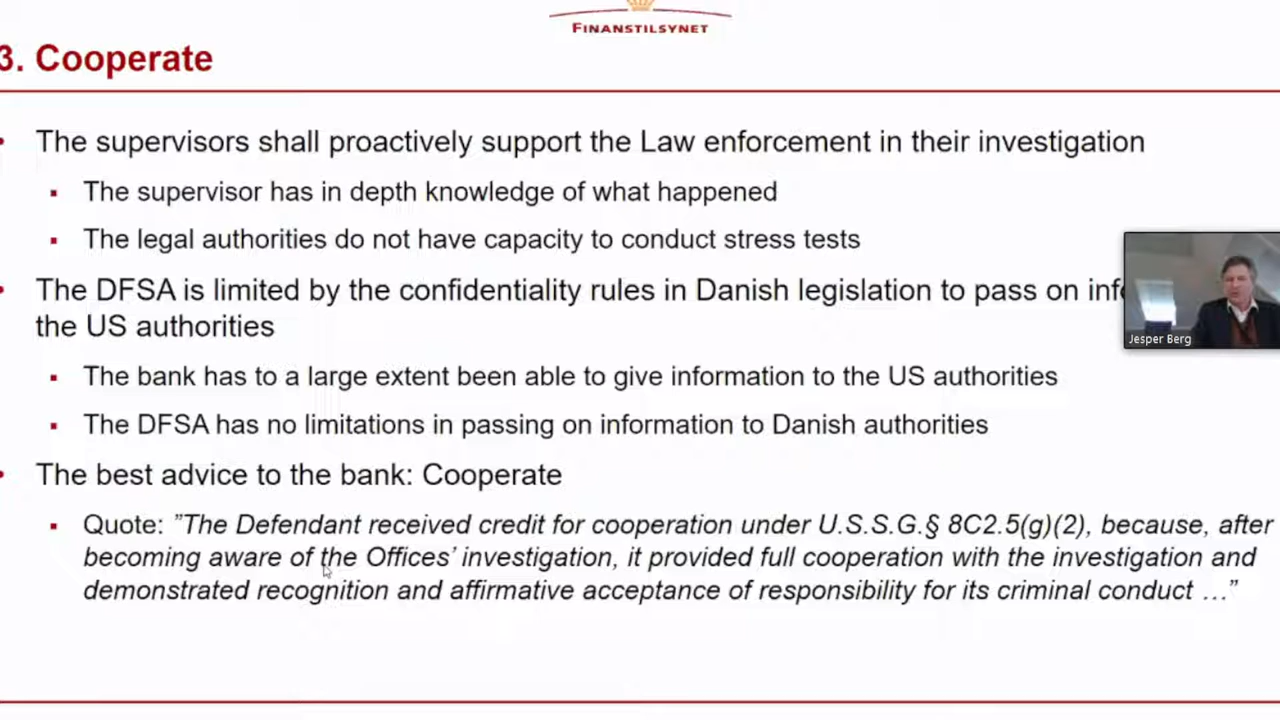 FINANSTILSYNET
3. Cooperate
The supervisors shall proactively support the Law enforcement in their investigation
The supervisor has in depth knowledge of what happened
The legal authorities do not have capacity to conduct stress tests
The DFSA is limited by the confidentiality rules in Danish legislation to pass on
the US authorities
Jesper Berg
The bank has to a large extent been able to give information to the US authorities
The DFSA has no limitations in passing on information to Danish authorities
The best advice to the bank: Cooperate
Quote: ”The Defendant received credit for cooperation under U.S.S.G.§ 8C2.5(g)(2), because, after
becoming aware of the Offices’ investigation, it provided full cooperation with the investigation and
demonstrated recognition and affirmative acceptance of responsibility for its criminal conduct …”